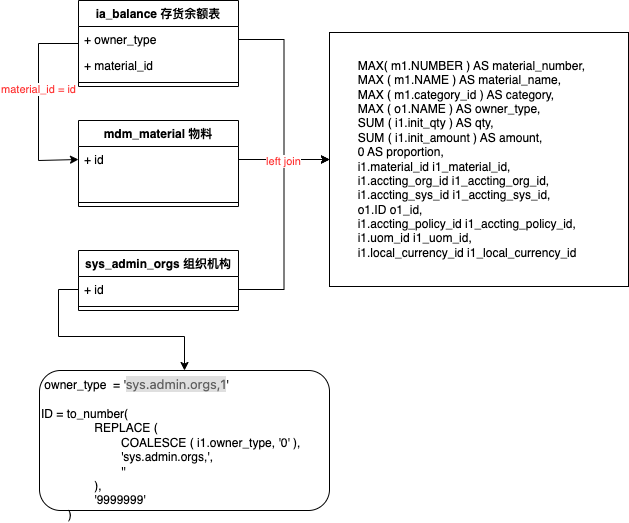 ia_balance 存货余额表
+ owner_type
+ material_id
material_id = id
mdm_material 物料
+ id
left join
sys_admin_orgs 组织机构
+ id
MAX( m1.NUMBER ) AS material_number,
MAX ( m1.NAME ) AS material_name,
MAX ( m1.category_id ) AS category,
MAX ( o1.NAME ) AS owner_type,
SUM ( i1.init_qty ) AS qty,
SUM ( i1.init_amount ) AS amount,
0 AS proportion,
i1.material_id i1_material_id,
i1.accting_org_id i1_accting_org_id,
i1.accting_sys_id i1_accting_sys_id,
o1.ID o1_id,
i1.accting_policy_id i1_accting_policy_id,
i1.uom_id i1_uom_id,
i1.local_currency_id i1_local_currency_id
owner_type = 'sys.admin.orgs,1'
ID = to_number(
REPLACE (
COALESCE ( i1.owner_type, '0' ),
'sys.admin.orgs,',
''
),
'9999999'
)